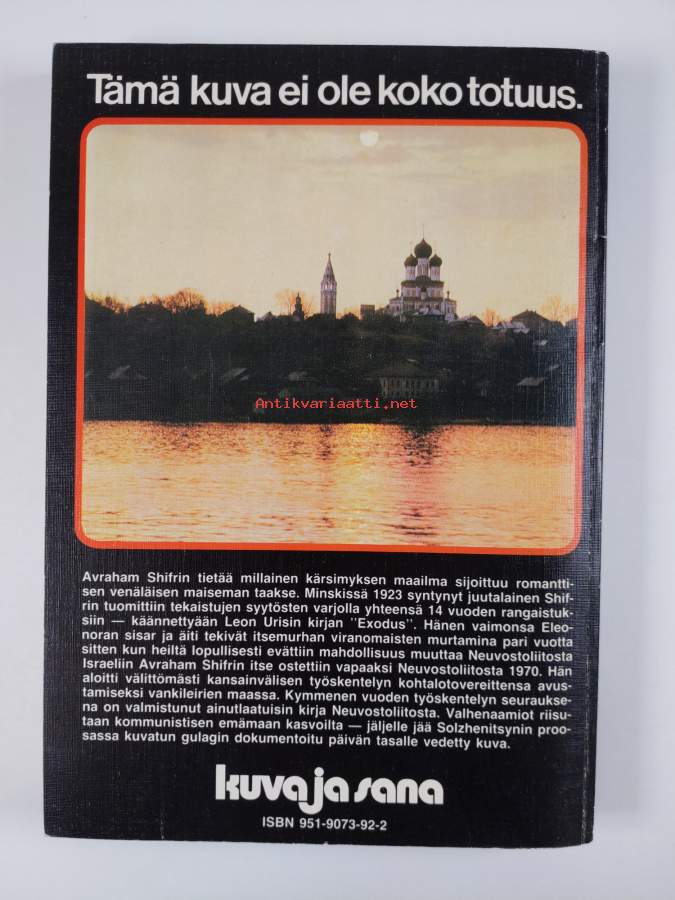 Tämä kuva ei ole koko totuus.
Antikvariaatti.net
Avraham Shifrin tietää millainen kärsimyksen maailma sijoittuu romantti-
sen venäläisen maiseman taakse. Minskissä 1923 syntynyt juutalainen Shif-
rin tuomittiin tekaistujen syytösten varjolla yhteensä 14 vuoden rangaistuk-
siin — käännettyään Leon Urisin kirjan "Exodus". Hänen vaimonsa Eleo-
noran sisar ja äiti tekivät itsemurhan viranomaisten murtamina pari vuotta
sitten kun heiltä lopullisesti evättiin mahdollisuus muuttaa Neuvostoliitosta
Israeliin Avraham Shifrin itse ostettiin vapaaksi Neuvostoliitosta 1970. Hän
aloitti välittömästi kansainvälisen työskentelyn kohtalotovereittensa avus-
tamiseksi vankileirien maassa. Kymmenen vuoden työskentelyn seraukse-
na on valmistunut ainutlaatuisin kirja Neuvostoliitosta. Valhenaamiot riisu-
taan kommunistisen emämaan kasvoilta — jäljelle jää Solzhenitsynin proo-
sassa kuvatun gulagin dokumentoitu päivän tasalle vedetty kuva.
kuva ja sana
ISBN 951-9073-92-2